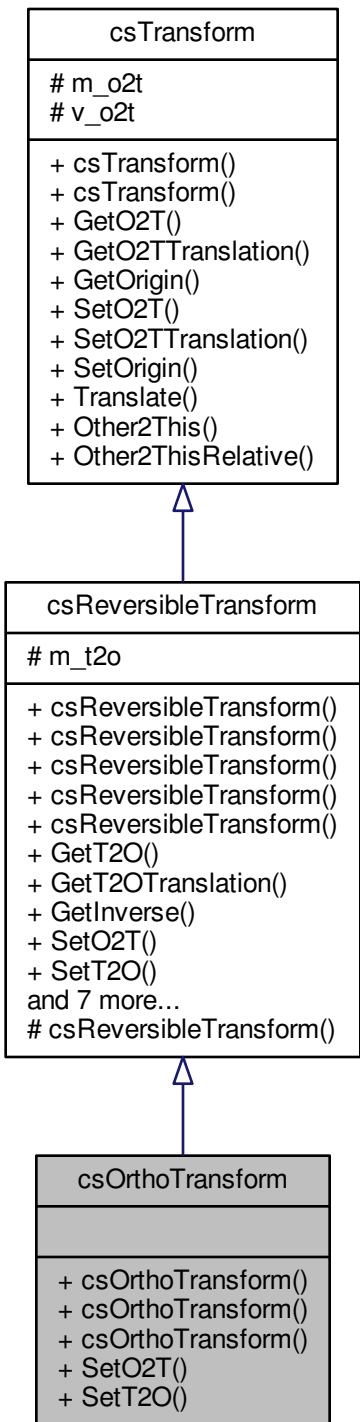 csTransform
# m_o2t
# v_o2t
+ csTransform()
+ csTransform()
+ GetO2T()
+ GetO2TTranslation()
+ GetOrigin()
+ SetO2T()
+ SetO2TTranslation()
+ SetOrigin()
+ Translate()
+ Other2This()
+ Other2ThisRelative()
csReversibleTransform
# m_t2o
+ csReversibleTransform()
+ csReversibleTransform()
+ csReversibleTransform()
+ csReversibleTransform()
+ csReversibleTransform()
+ GetT2O()
+ GetT2OTranslation()
+ GetInverse()
+ SetO2T()
+ SetT2O()
and 7 more...
# csReversibleTransform()
csOrthoTransform
+ csOrthoTransform()
+ csOrthoTransform()
+ csOrthoTransform()
+ SetO2T()
+ SetT2O()